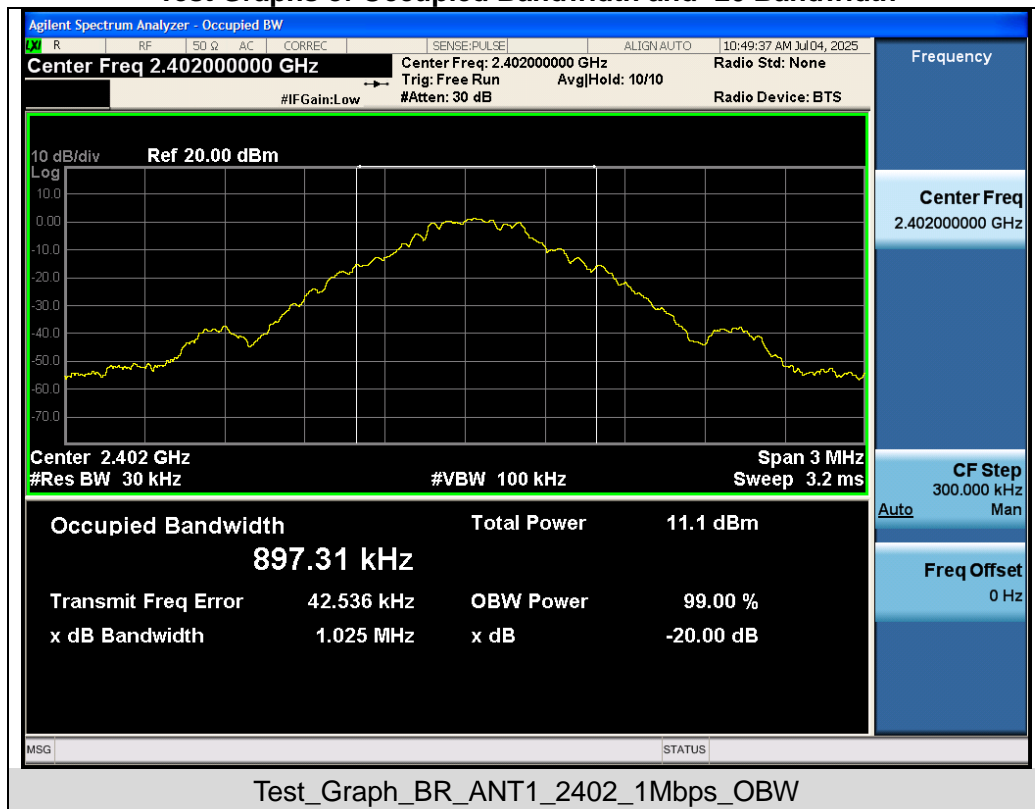 Agilent Spectrum Analyzer - Occupied BW
LXI R RF 50 Ω AC CORREC SENSE:PULSE ALIGN AUTO 10:49:37 AM Jul 04, 2025
Center Freq 2.402000000 GHz Center Freq: 2.402000000 GHz Radio Std: None
Trig: Free Run Avg|Hold: 10/10
#IFGain:Low #Atten: 30 dB Radio Device: BTS
10 dB/div Ref 20.00 dBm
Log
10.0
0.00
-10.0
-20.0
-30.0
-40.0
-50.0
-60.0
-70.0
Center 2.402 GHz Span 3 MHz
#Res BW 30 kHz #VBW 100 kHz Sweep 3.2 ms
Occupied Bandwidth Total Power 11.1 dBm
897.31 kHz
Transmit Freq Error 42.536 kHz OBW Power 99.00 %
x dB Bandwidth 1.025 MHz x dB -20.00 dB
MSG STATUS
Frequency
Center Freq
2.402000000 GHz
CF Step
300.000 kHz
Auto Man
Freq Offset
0 Hz
Test_Graph_BR_ANT1_2402_1Mbps_OBW